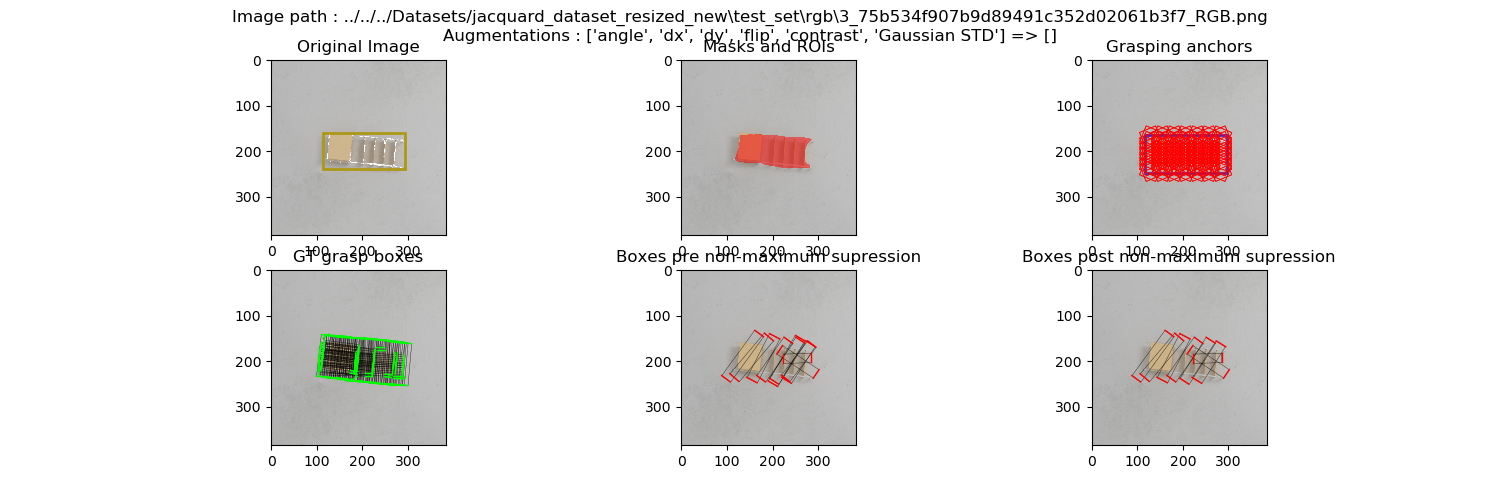 Image path : ../../../Datasets/jacquard_dataset_resized_new\test_set\rgb\3_75b534f907b9d89491c352d02061b3f7_RGB.png
Augmentations : ['angle', 'dx', 'dy', 'flip', 'contrast', 'Gaussian STD'] => []
Original Image
Masks and ROIs
Grasping anchors
0
100
200
300
0 100 200 300
0
100
200
300
0 100 200 300
0
100
200
300
0 100 200 300
GT grasp boxes
Boxes pre non-maximum supression
Boxes post non-maximum supression
0
100
200
300
0 100 200 300
0
100
200
300
0 100 200 300
0
100
200
300
0 100 200 300